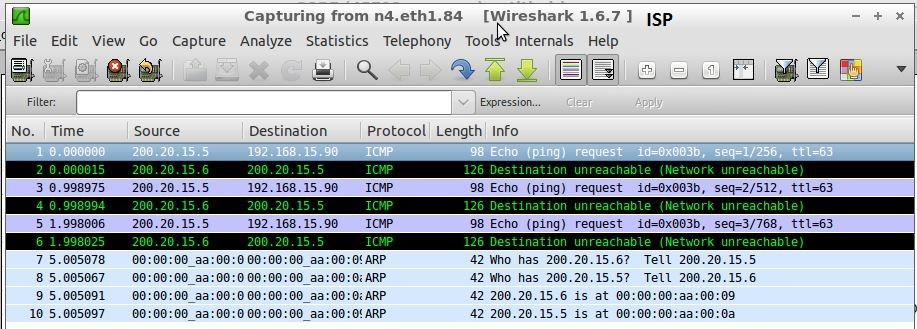 Capturing from n4.eth1.84 [Wireshark 1.6.7 ] ISP
File Edit View Go Capture Analyze Statistics Telephony Tools Internals Help
Filter: Expression... Clear Apply
No. Time Source Destination Protocol Length Info
1 0.000000 200.20.15.5 192.168.15.90 ICMP 98 Echo (ping) request id=0x003b, seq=1/256, ttl=63
2 0.000015 200.20.15.6 200.20.15.5 ICMP 126 Destination unreachable (Network unreachable)
3 0.998975 200.20.15.5 192.168.15.90 ICMP 98 Echo (ping) request id=0x003b, seq=2/512, ttl=63
4 0.998994 200.20.15.6 200.20.15.5 ICMP 126 Destination unreachable (Network unreachable)
5 1.998006 200.20.15.5 192.168.15.90 ICMP 98 Echo (ping) request id=0x003b, seq=3/768, ttl=63
6 1.998025 200.20.15.6 200.20.15.5 ICMP 126 Destination unreachable (Network unreachable)
7 5.005078 00:00:00_aa:00:0 00:00:00_aa:00:0 ARP 42 Who has 200.20.15.6? Tell 200.20.15.5
8 5.005067 00:00:00_aa:00:0 00:00:00_aa:00:0 ARP 42 Who has 200.20.15.5? Tell 200.20.15.6
9 5.005091 00:00:00_aa:00:0 00:00:00_aa:00:0 ARP 42 200.20.15.6 is at 00:00:00:aa:00:09
10 5.005097 00:00:00_aa:00:0 00:00:00_aa:00:0 ARP 42 200.20.15.5 is at 00:00:00:aa:00:0a